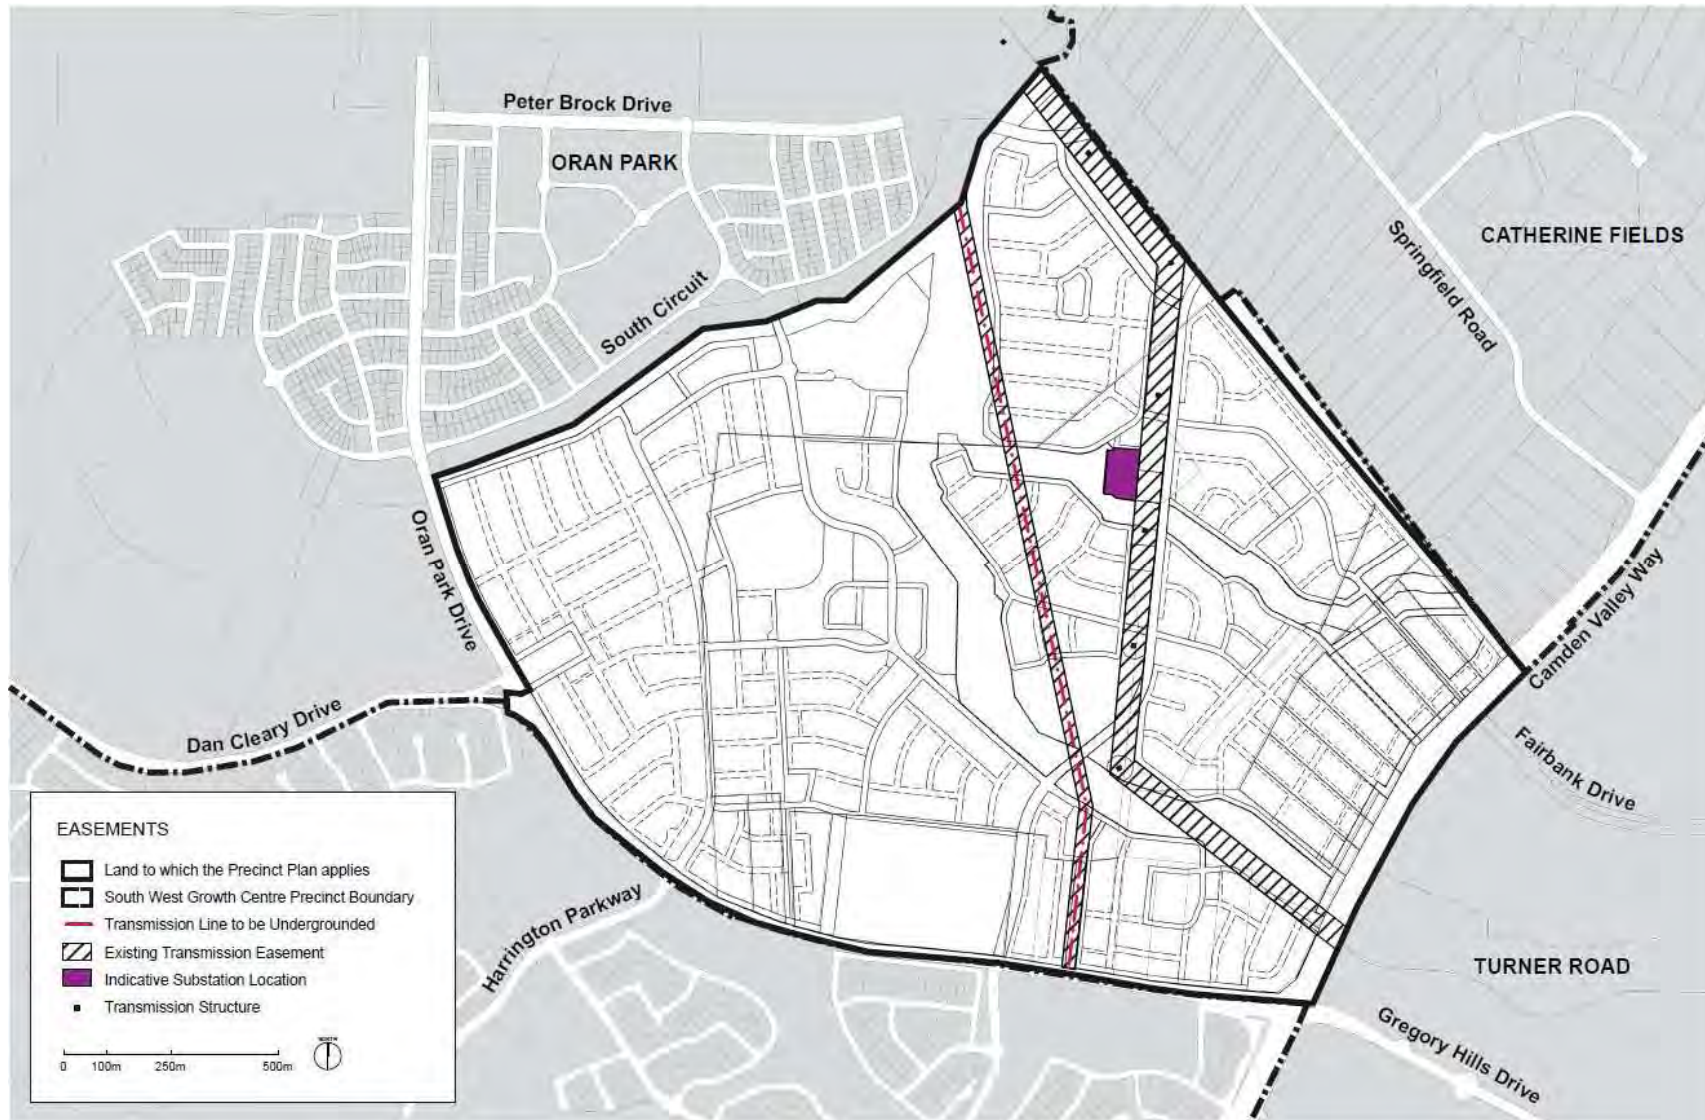 Peter Brock Drive
ORAN PARK
South Circuit
Springfield Road
CATHERINE FIELDS
Oran Park Drive
Camden Valley Way
Dan Cleary Drive
Fairbank Drive
Harrington Parkway
TURNER ROAD
Gregory Hills Drive
EASEMENTS
Land to which the Precinct Plan applies
South West Growth Centre Precinct Boundary
Transmission Line to be Undergrounded
Existing Transmission Easement
Indicative Substation Location
Transmission Structure
NORTH
0 100m 250m 500m